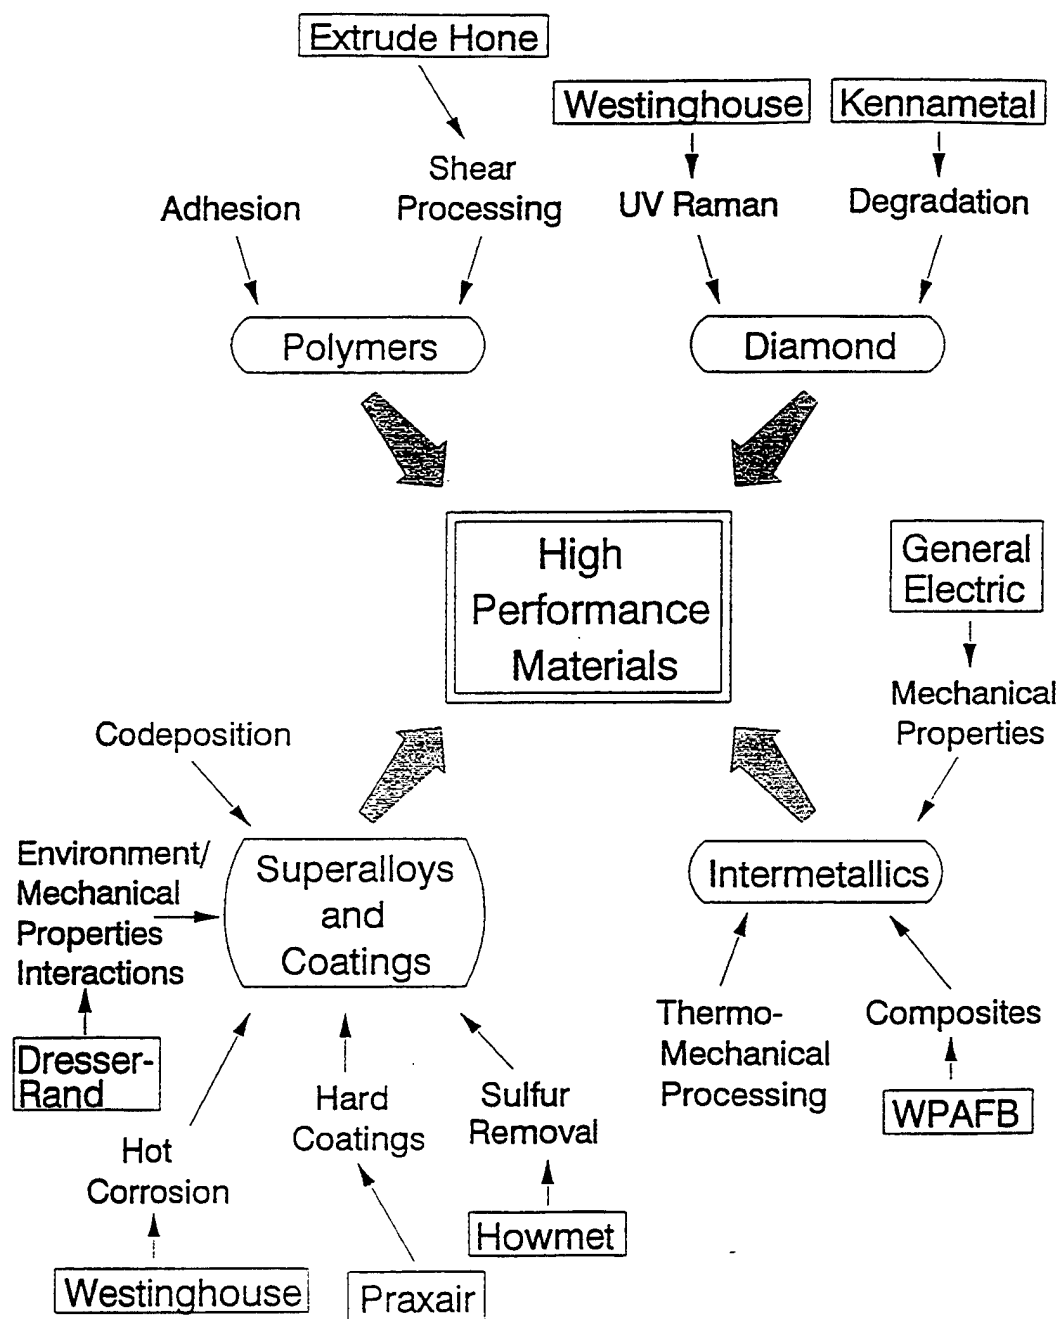 Extrude Hone
Westinghouse
Kennametal
Shear
Processing
Adhesion
UV Raman
Degradation
Polymers
Diamond
High
Performance
Materials
General
Electric
Mechanical
Properties
Codeposition
Environment/
Mechanical
Properties
Interactions
Superalloys
and
Coatings
Intermetallics
Dresser-
Rand
Hot
Corrosion
Hard
Coatings
Sulfur
Removal
Thermo-
Mechanical
Processing
Composites
WPAFB
Westinghouse
Praxair
Howmet